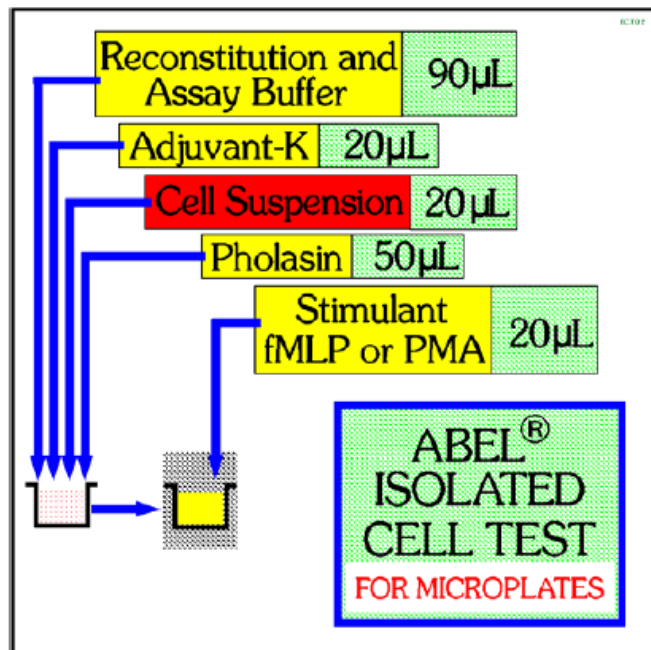 Reconstitution and
Assay Buffer
90µL
Adjuvant-K
20µL
Cell Suspension
20µL
Pholasin
50µL
Stimulant
fMLP or PMA
20µL
ABEL®
ISOLATED
CELL TEST
FOR MICROPLATES